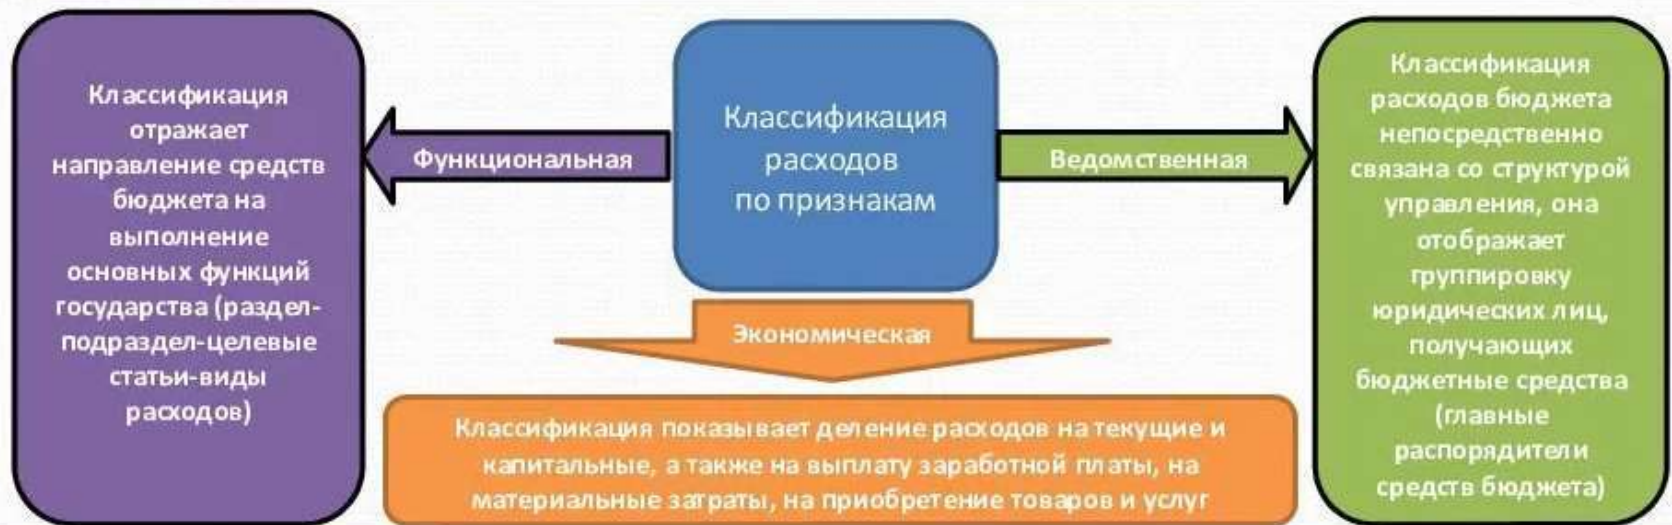 Классификация
отражает
направление средств
бюджета на
выполнение
основных функций
государства (раздел-
подраздел-целевые
статьи-виды
расходов)
Функциональная
Классификация
расходов
по признакам
Ведомственная
Классификация
расходов бюджета
непосредственно
связана со структурой
управления, она
отображает
группировку
юридических лиц,
получающих
бюджетные средства
(главные
распорядители
средств бюджета)
Экономическая
Классификация показывает деление расходов на текущие и
капитальные, а также на выплату заработной платы, на
материальные затраты, на приобретение товаров и услуг